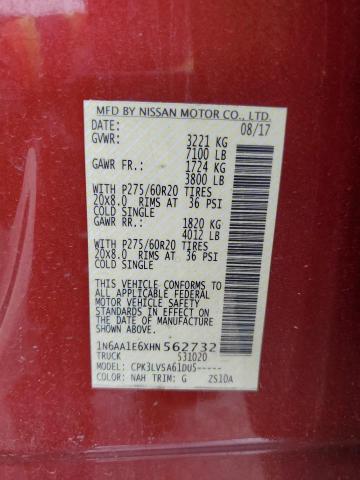 MFD BY NISSAN MOTOR CO., LTD.
DATE: 08/17
GVWR: 3221 KG
7100 LB
GAWR FR.: 1724 KG
3800 LB
WITH P275/60R20 TIRES
20x8.0 RIMS AT 36 PSI
COLD SINGLE
GAWR RR.: 1820 KG
4012 LB
WITH P275/60R20 TIRES
20x8.0 RIMS AT 36 PSI
COLD SINGLE
THIS VEHICLE CONFORMS TO
ALL APPLICABLE FEDERAL
MOTOR VEHICLE SAFETY
STANDARDS IN EFFECT ON THE
DATE OF MANUFACTURE SHOWN
ABOVE.
1N6AA1E6XHN562732
TRUCK S31020
MODEL: CPK3LVSA61DUS-----
COLOR: NAH TRIM: G ZS1DA